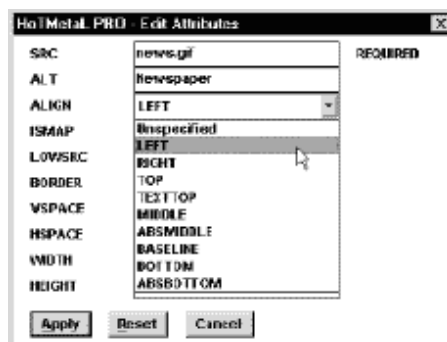 HoTMetaL PRO - Edit Attributes
SRC news.gif REQUIRED
ALT Newspaper
ALIGN LEFT
ISMAP Unspecified
LOWSRC LEFT
RIGHT
BORDER TOP
VSPACE TEXTTOP
MIDDLE
HSPACE ABSMIDDLE
WIDTH BASELINE
BOTTOM
HEIGHT ABSBOTTOM
Apply Reset Cancel